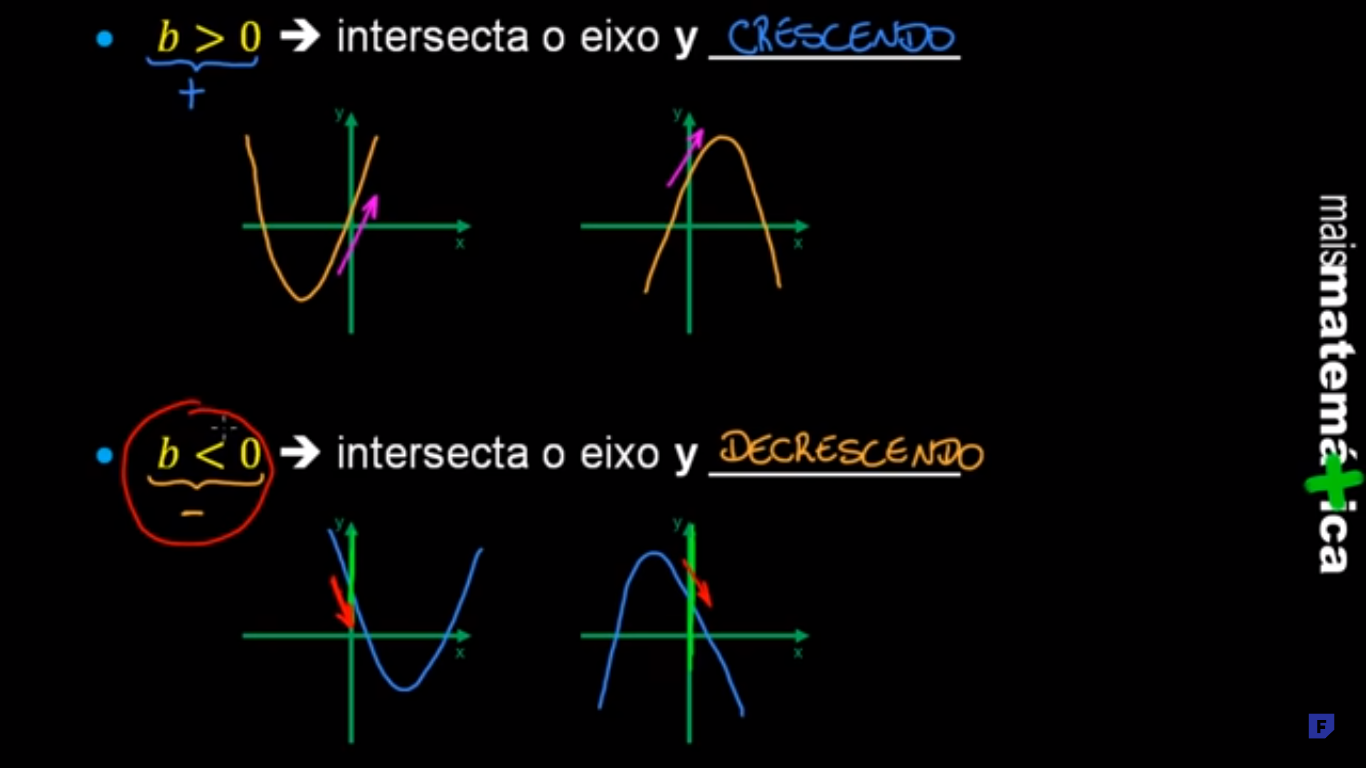 b > 0 → intersecta o eixo y CRESCENDO
+
y
y
x
x
b < 0 → intersecta o eixo y DECRESCENDO
−
y
y
x
x
maismatemática
F